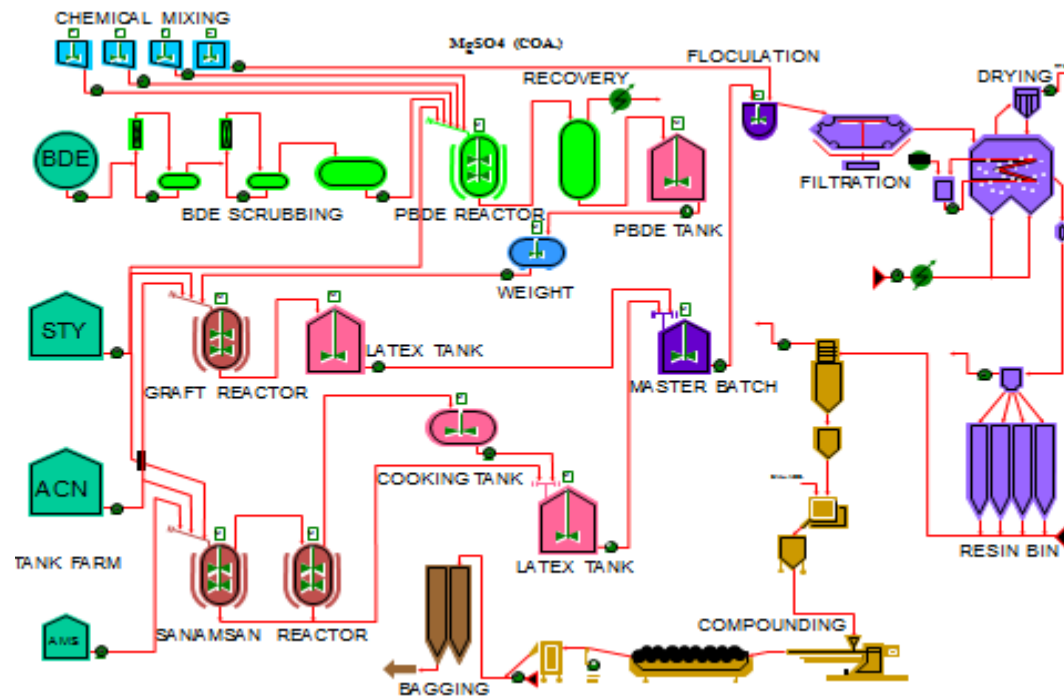 CHEMICAL MIXING
MgSO4 (COA.)
FLOCULATION
RECOVERY
DRYING
BDE
FILTRATION
BDE SCRUBBING
PBDE REACTOR
PBDE TANK
WEIGHT
STY
LATEX TANK
GRAFT REACTOR
MASTER BATCH
ACN
COOKING TANK
TANK FARM
LATEX TANK
RESIN BIN
AMS
SAN/AMSAN REACTOR
COMPOUNDING
BAGGING